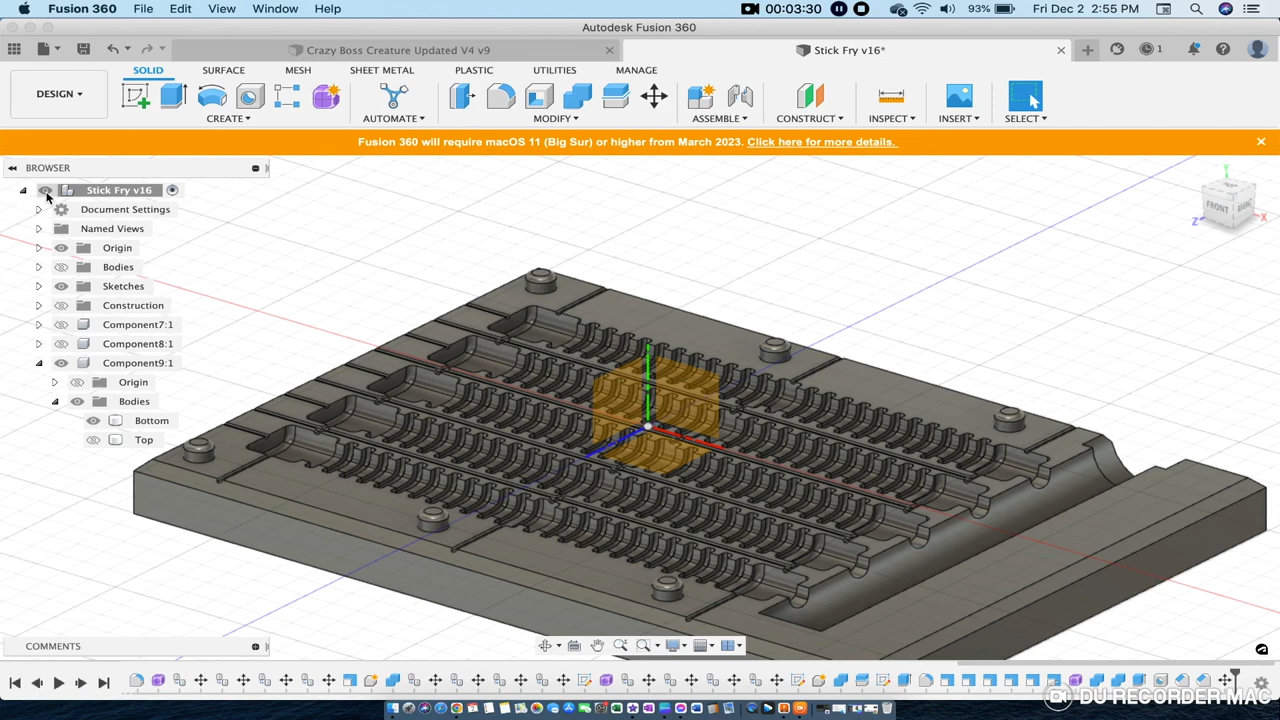 Fusion 360 File Edit View Window Help 00:03:30 93% Fri Dec 2 2:55 PM
Autodesk Fusion 360
Crazy Boss Creature Updated V4 v9 Stick Fry v16* 1
SOLID SURFACE MESH SHEET METAL PLASTIC UTILITIES MANAGE
DESIGN
CREATE AUTOMATE MODIFY ASSEMBLE CONSTRUCT INSPECT INSERT SELECT
Fusion 360 will require macOS 11 (Big Sur) or higher from March 2023. Click here for more details.
BROWSER
Stick Fry v16
Document Settings
Named Views
Origin
Bodies
Sketches
Construction
Component7:1
Component8:1
Component9:1
Origin
Bodies
Bottom
Top
Y
FRONT
Z
X
COMMENTS
DU RECORDER MAC